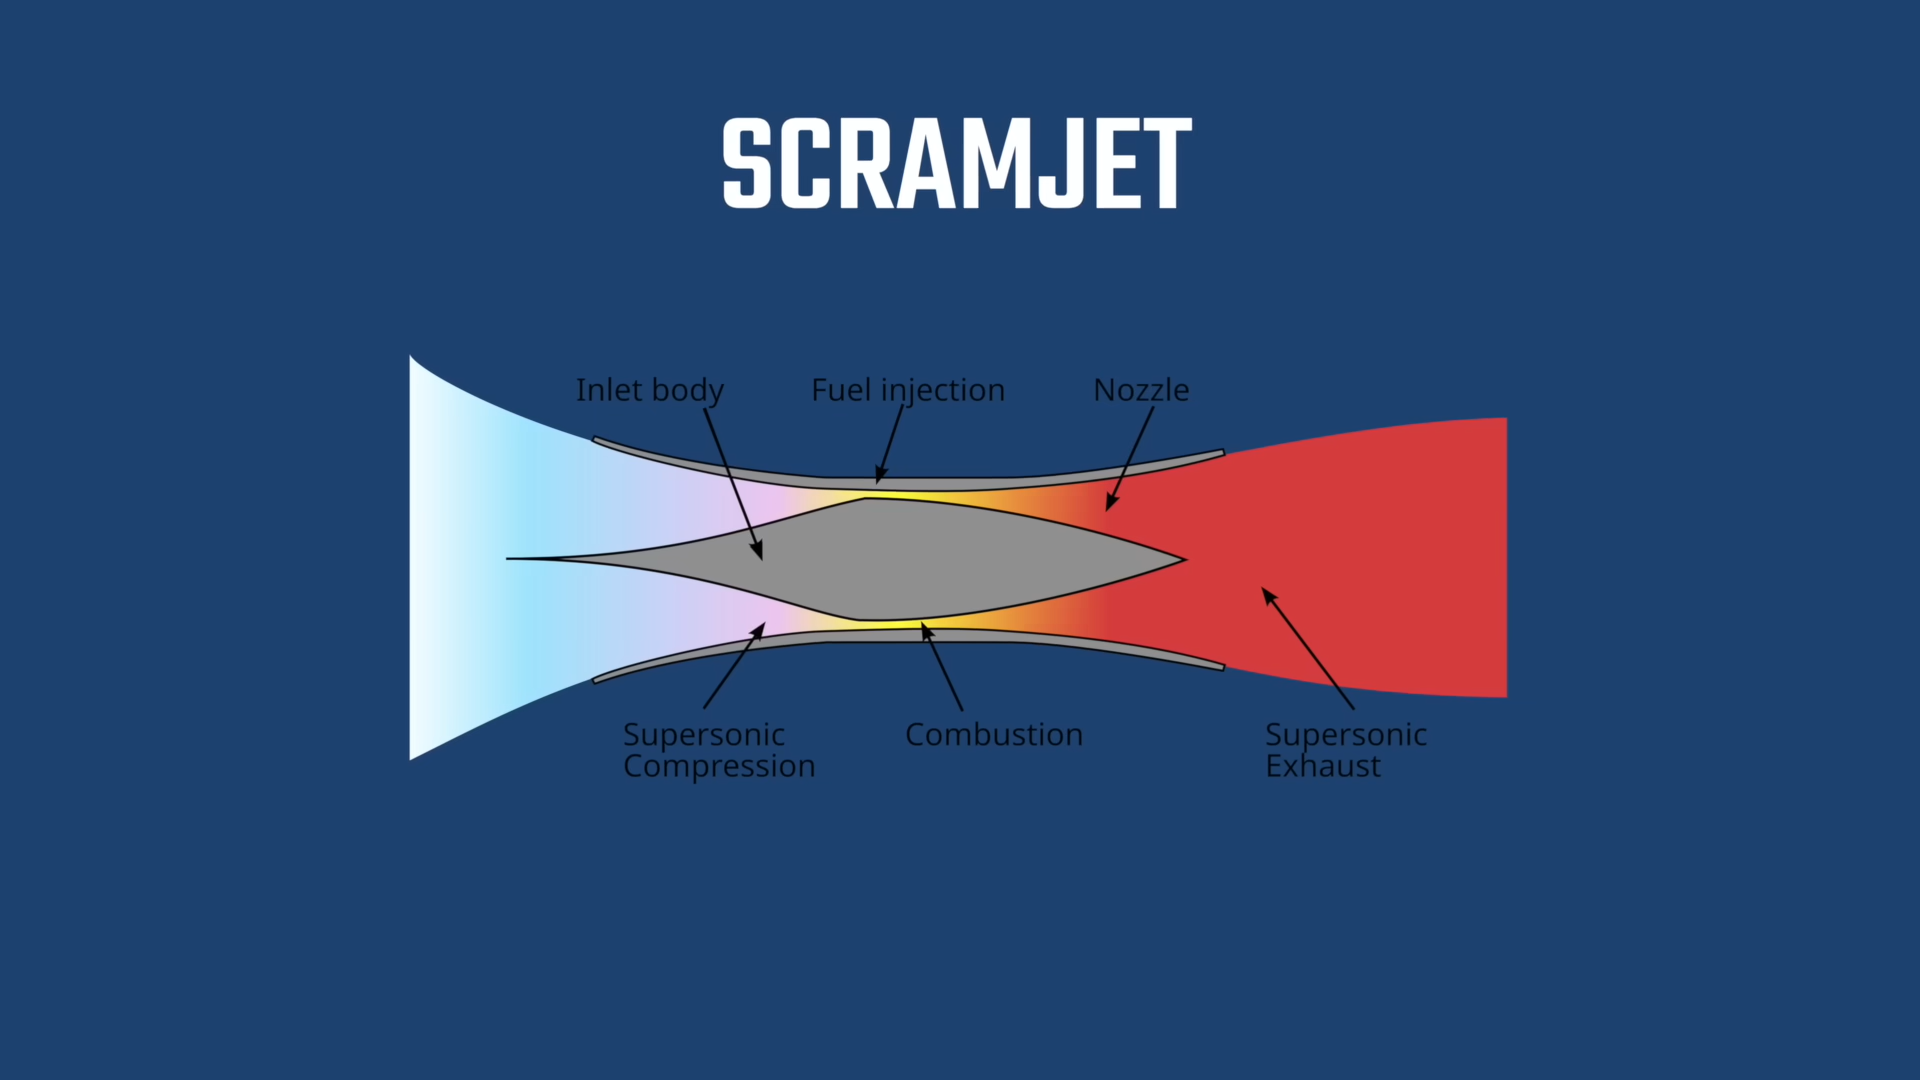 SCRAMJET
Inlet body
Fuel injection
Nozzle
Supersonic
Compression
Combustion
Supersonic
Exhaust